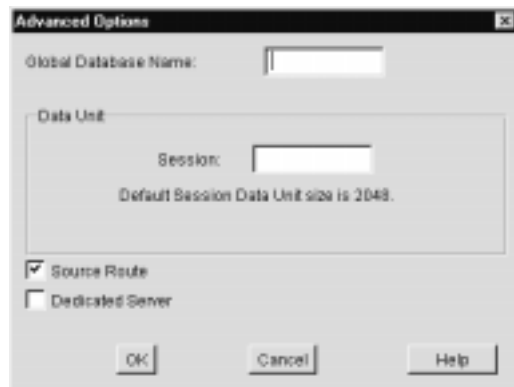 Advanced Options
Global Database Name:
Data Unit
Session:
Default Session Data Unit size is 2048.
Source Route
Dedicated Server
OK Cancel Help